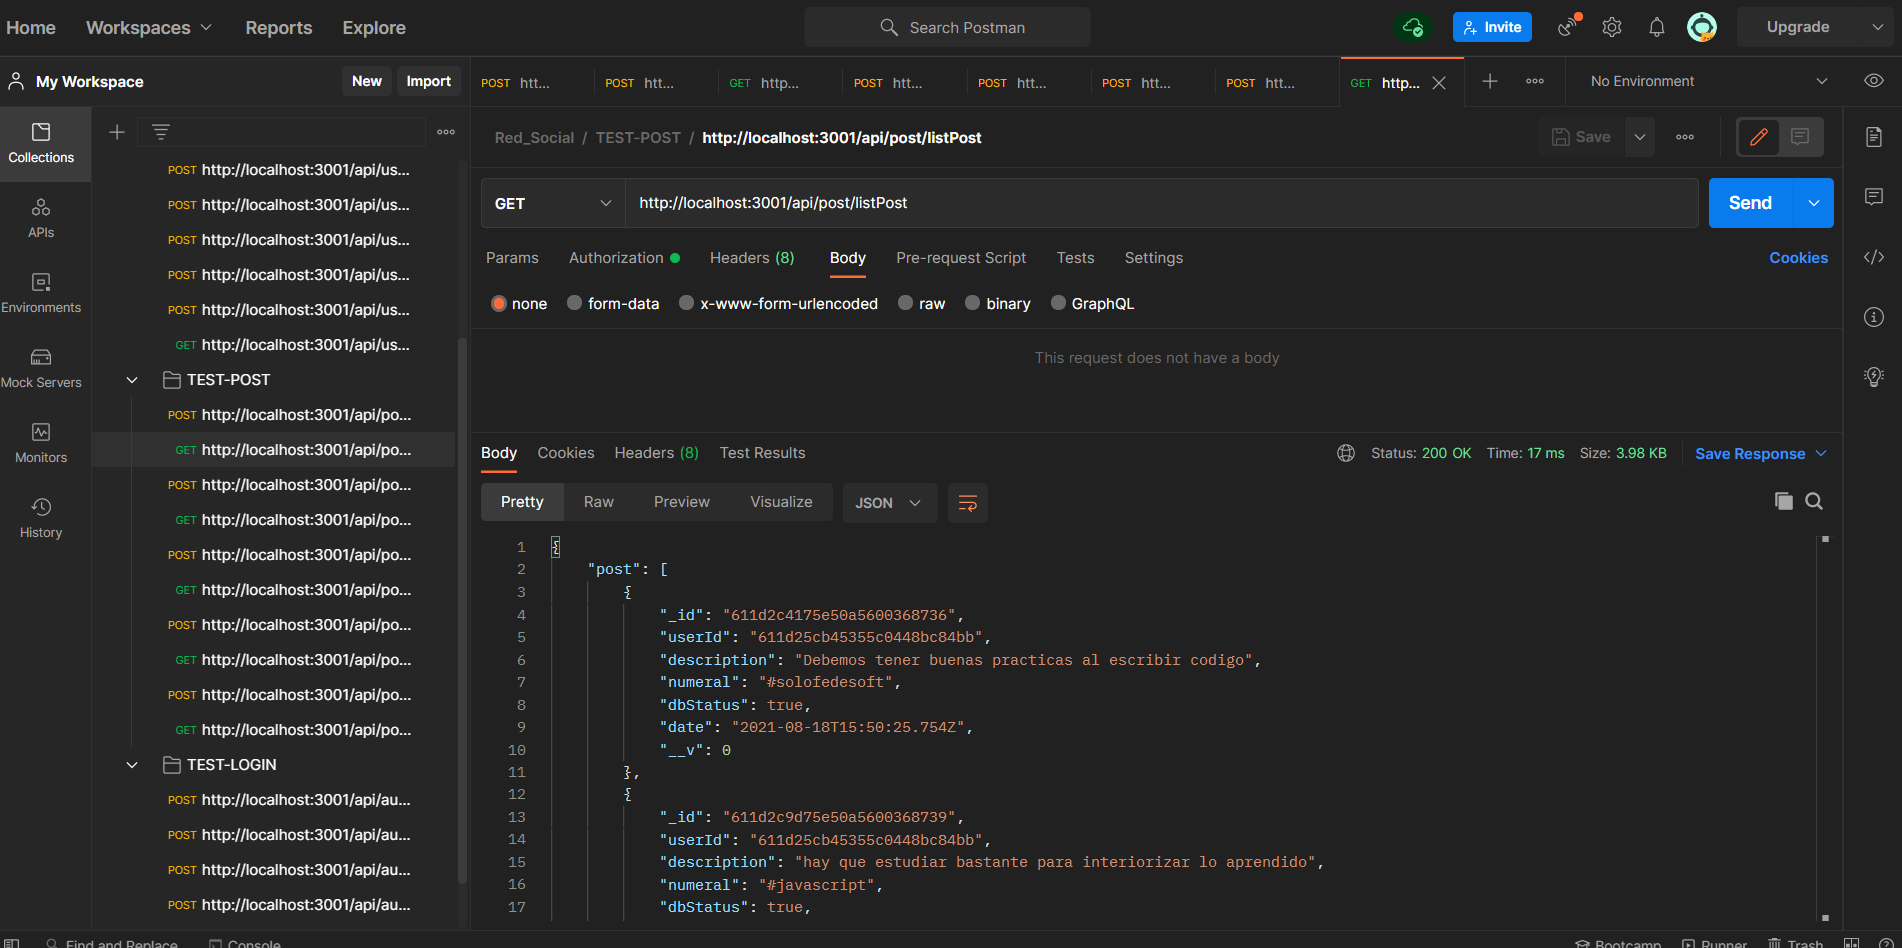 Home Workspaces Reports Explore Search Postman Invite Upgrade
My Workspace New Import POST htt... POST htt... GET http... POST htt... POST htt... POST htt... POST htt... GET http... No Environment
Collections
APIs
Environments
Mock Servers
Monitors
History
POST http://localhost:3001/api/us...
POST http://localhost:3001/api/us...
POST http://localhost:3001/api/us...
POST http://localhost:3001/api/us...
POST http://localhost:3001/api/us...
GET http://localhost:3001/api/us...
TEST-POST
POST http://localhost:3001/api/po...
GET http://localhost:3001/api/po...
POST http://localhost:3001/api/po...
GET http://localhost:3001/api/po...
POST http://localhost:3001/api/po...
GET http://localhost:3001/api/po...
POST http://localhost:3001/api/po...
GET http://localhost:3001/api/po...
POST http://localhost:3001/api/po...
GET http://localhost:3001/api/po...
TEST-LOGIN
POST http://localhost:3001/api/au...
POST http://localhost:3001/api/au...
POST http://localhost:3001/api/au...
POST http://localhost:3001/api/au...
Red_Social / TEST-POST / http://localhost:3001/api/post/listPost Save
GET http://localhost:3001/api/post/listPost Send
Params Authorization Headers (8) Body Pre-request Script Tests Settings Cookies
none form-data x-www-form-urlencoded raw binary GraphQL
This request does not have a body
Body Cookies Headers (8) Test Results Status: 200 OK Time: 17 ms Size: 3.98 KB Save Response
Pretty Raw Preview Visualize JSON
1 {
2 "post": [
3 {
4 "_id": "611d2c4175e50a5600368736",
5 "userId": "611d25cb45355c0448bc84bb",
6 "description": "Debemos tener buenas practicas al escribir codigo",
7 "numeral": "#solofedesoft",
8 "dbStatus": true,
9 "date": "2021-08-18T15:50:25.754Z",
10 "__v": 0
11 },
12 {
13 "_id": "611d2c9d75e50a5600368739",
14 "userId": "611d25cb45355c0448bc84bb",
15 "description": "hay que estudiar bastante para interiorizar lo aprendido",
16 "numeral": "#javascript",
17 "dbStatus": true,
Find and Replace Console Bootcamp Runner Trash